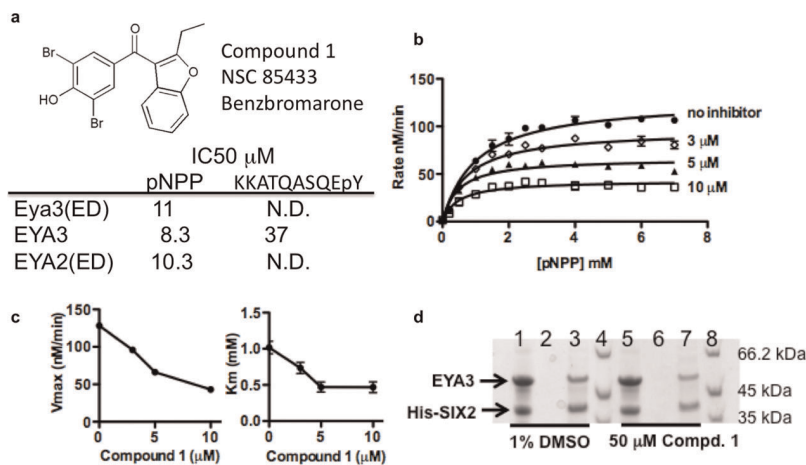 a
O
Br
HO
Br
O
Compound 1
NSC 85433
Benzbromarone
IC50 μM
pNPP KKATQASQEpY
Eya3(ED) 11 N.D.
EYA3 8.3 37
EYA2(ED) 10.3 N.D.
b
Rate nM/min
150
100
50
0
0 2 4 6 8
[pNPP] mM
no inhibitor
3 μM
5 μM
10 μM
c
Vmax (nM/min)
150
100
50
0
0 5 10
Compound 1 (μM)
Km (mM)
1.5
1.0
0.5
0.0
0 5 10
Compound 1 (μM)
d
1 2 3 4 5 6 7 8
66.2 kDa
EYA3
45 kDa
His-SIX2
35 kDa
1% DMSO
50 μM Compd. 1